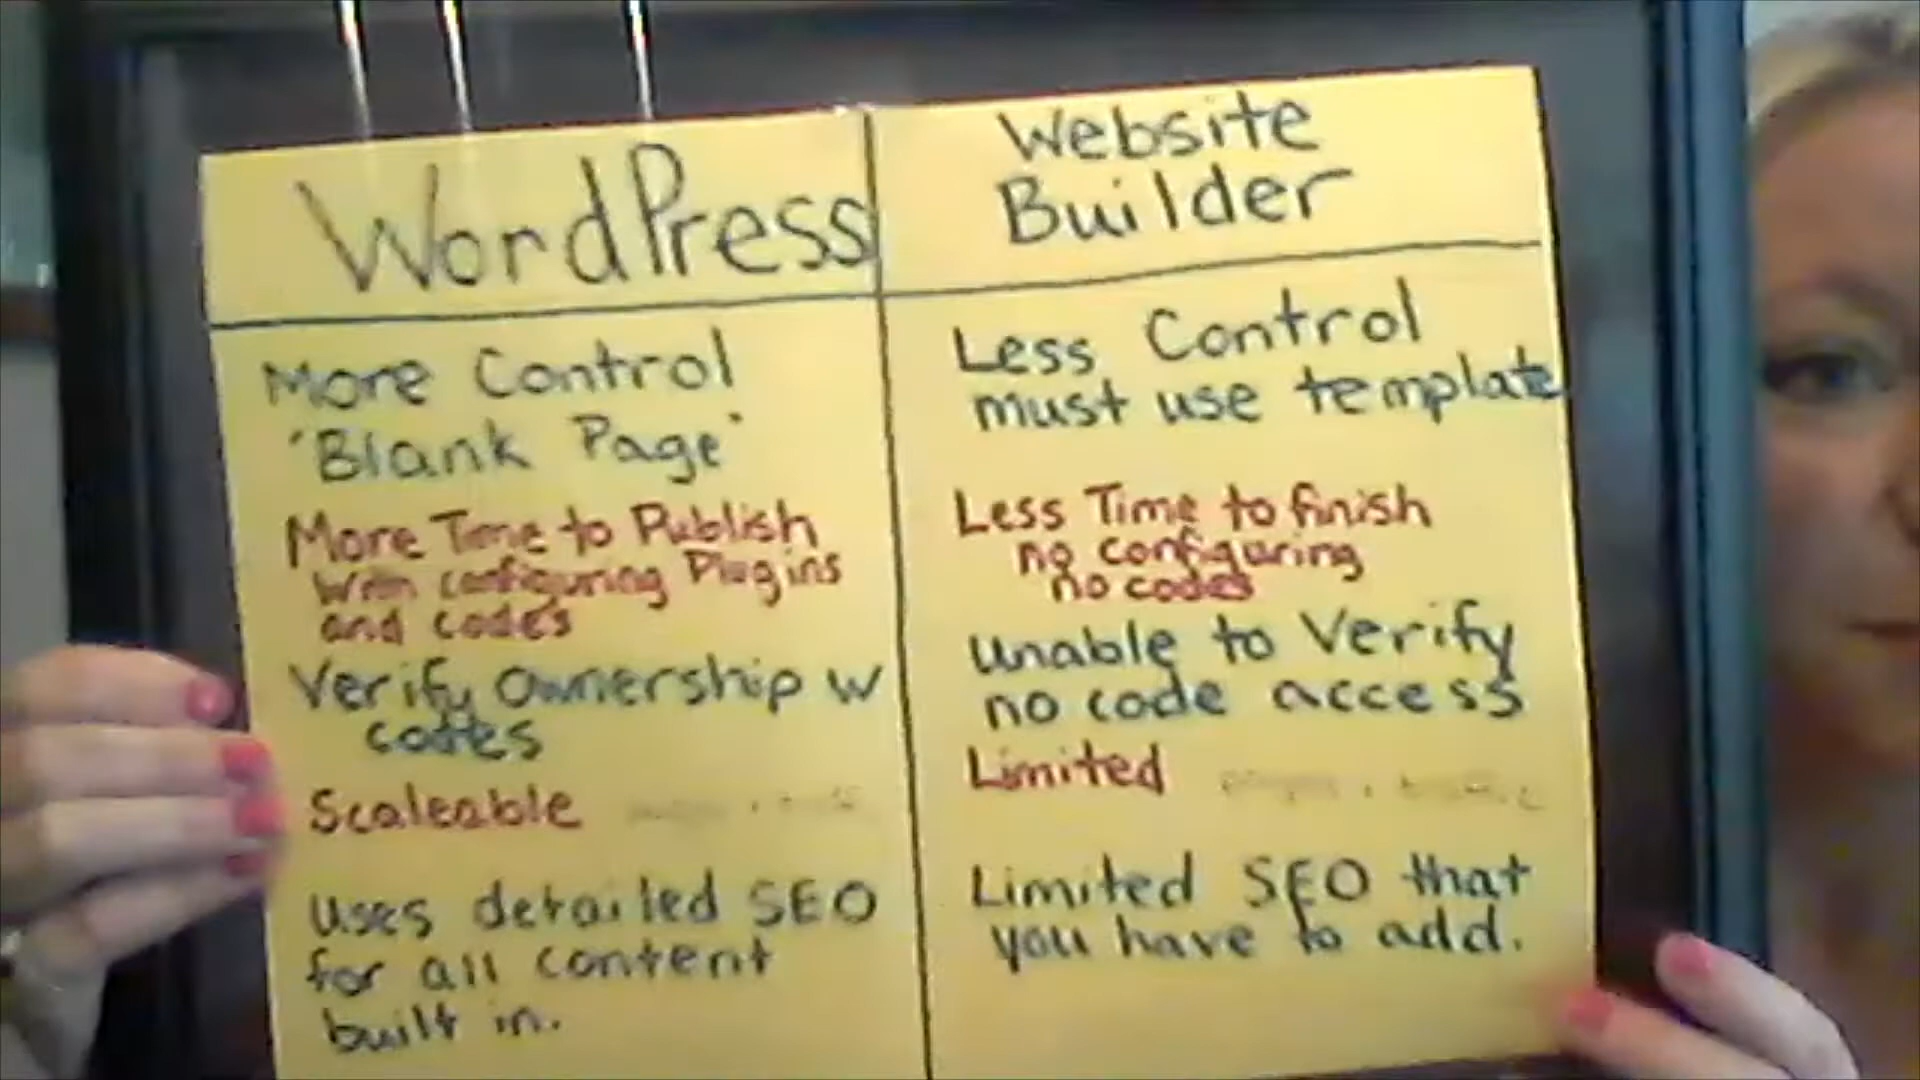 WordPress
More Control
"Blank Page"
More Time to Publish
With configuring Plugins
and codes
Verify Ownership w
codes
Scaleable
Uses detailed SEO
for all content
built in.
Website
Builder
Less Control
must use template
Less Time to finish
no configuring
no codes
Unable to Verify
no code access
Limited
Limited SEO that
you have to add.